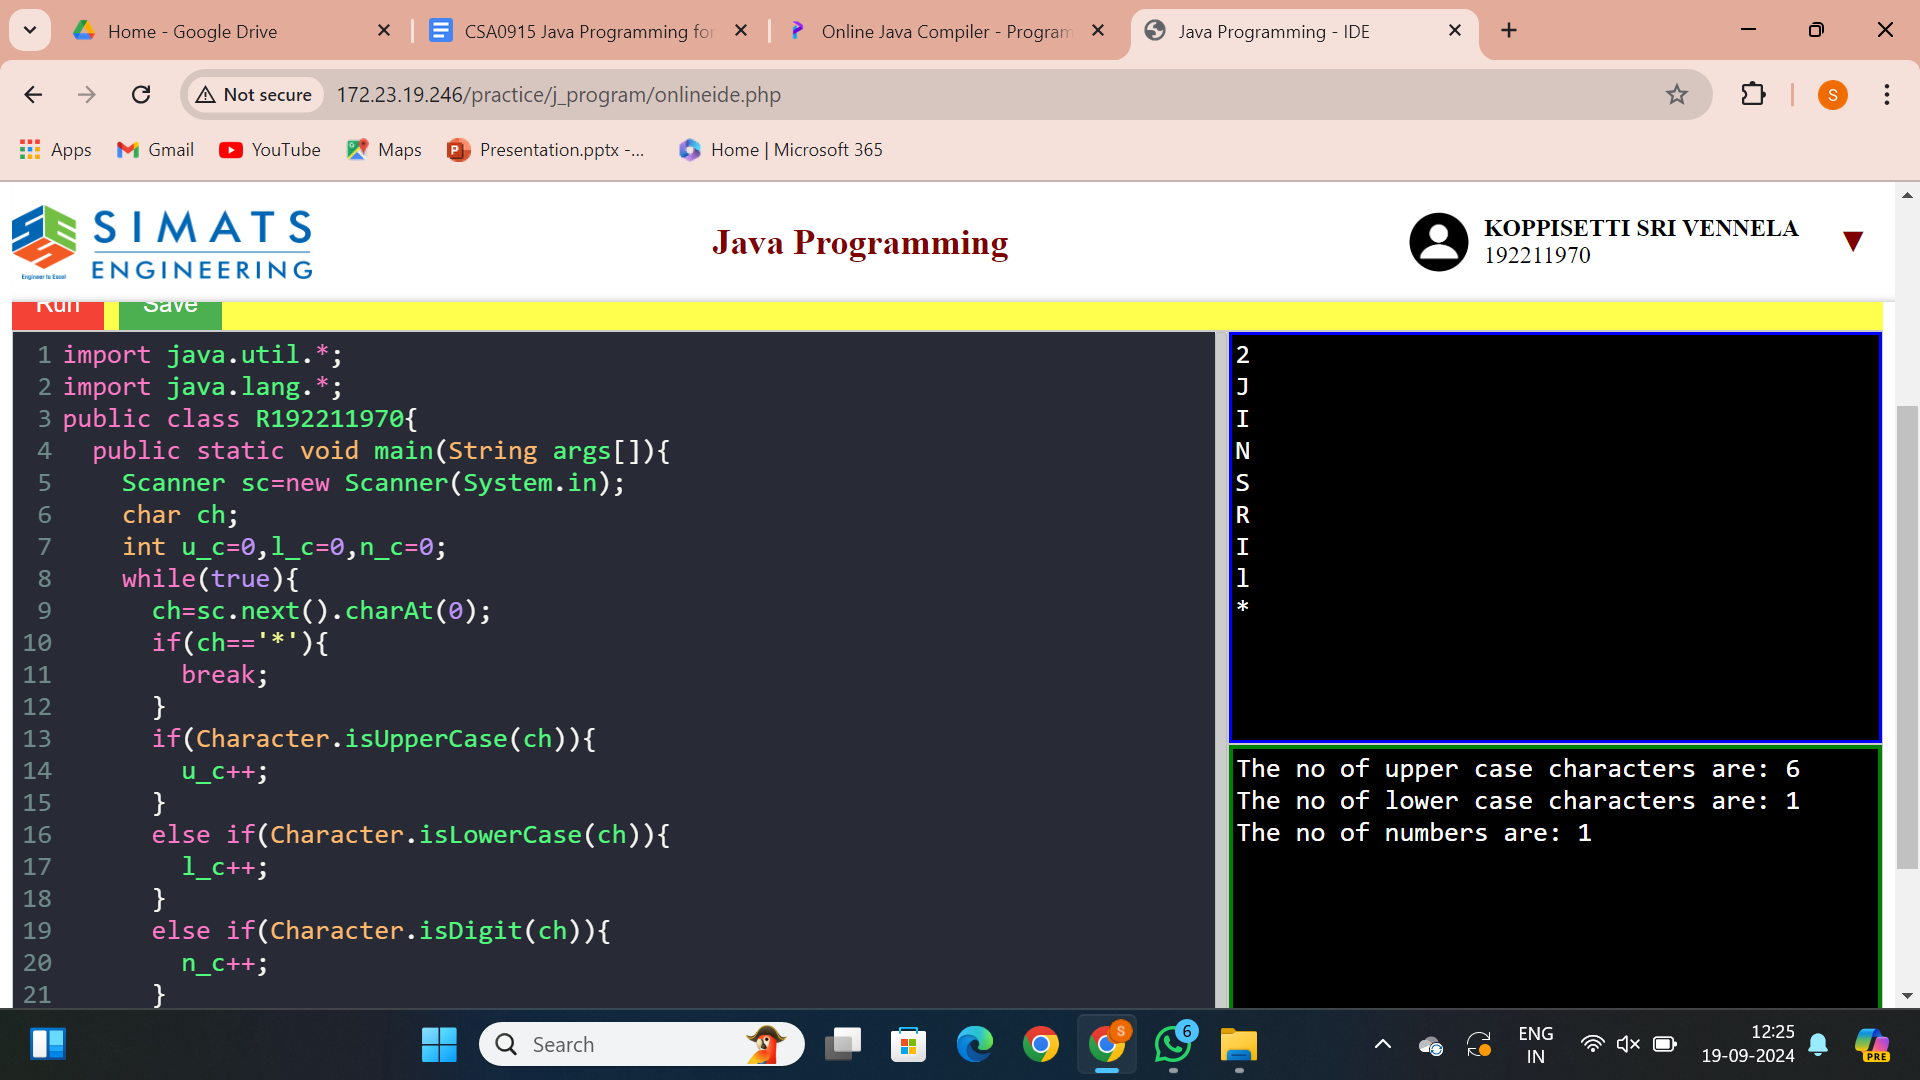 Home - Google Drive
CSA0915 Java Programming for
Online Java Compiler - Program
Java Programming - IDE
Not secure
172.23.19.246/practice/j_program/onlineide.php
S
Apps
Gmail
YouTube
Maps
Presentation.pptx -...
Home | Microsoft 365
SIMATS
ENGINEERING
Engineer to Excel
Java Programming
KOPPISETTI SRI VENNELA
192211970
Run
Save
1 import java.util.*;
2 import java.lang.*;
3 public class R192211970{
4 public static void main(String args[]){
5 Scanner sc=new Scanner(System.in);
6 char ch;
7 int u_c=0,l_c=0,n_c=0;
8 while(true){
9 ch=sc.next().charAt(0);
10 if(ch=='*'){
11 break;
12 }
13 if(Character.isUpperCase(ch)){
14 u_c++;
15 }
16 else if(Character.isLowerCase(ch)){
17 l_c++;
18 }
19 else if(Character.isDigit(ch)){
20 n_c++;
21 }
2
J
I
N
S
R
I
l
*
The no of upper case characters are: 6
The no of lower case characters are: 1
The no of numbers are: 1
Search
S
6
ENG
IN
12:25
19-09-2024
PRE